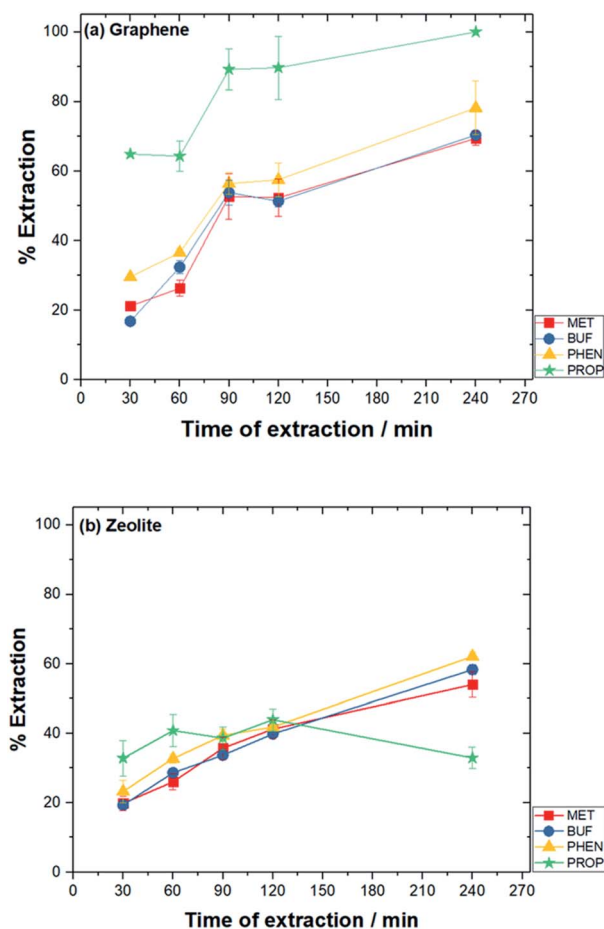 (a) Graphene
100
80
60
40
20
0
% Extraction
30 60 90 120 150 180 210 240 270
Time of extraction / min
MET
BUF
PHEN
PROP
(b) Zeolite
100
80
60
40
20
0
% Extraction
30 60 90 120 150 180 210 240 270
Time of extraction / min
MET
BUF
PHEN
PROP